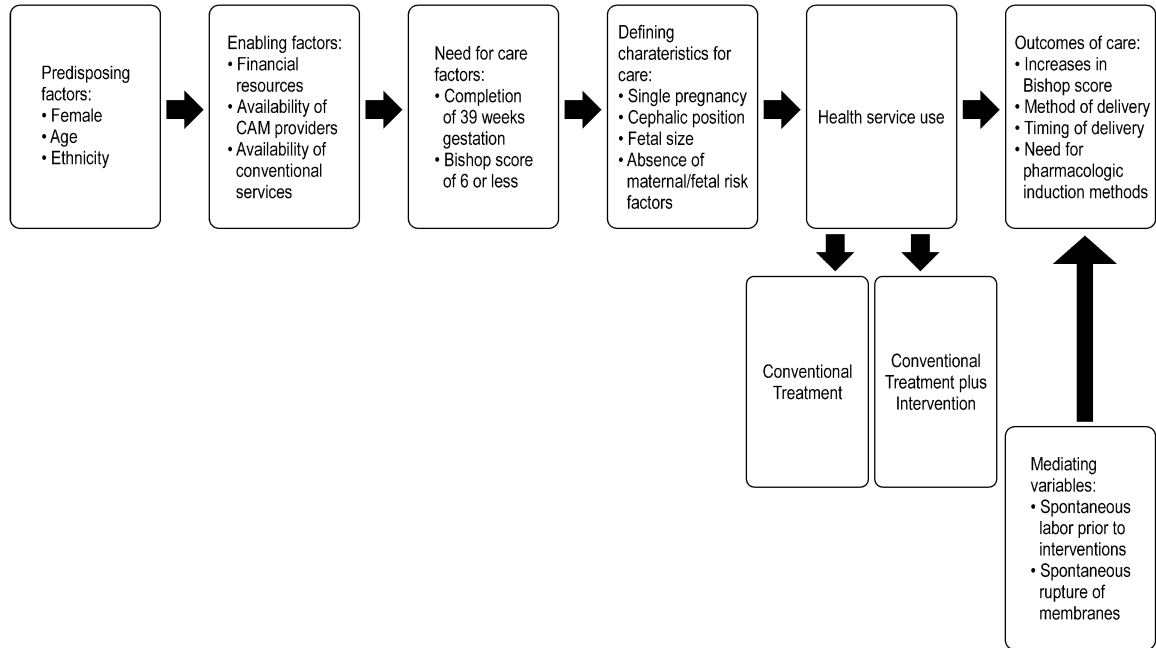 Predisposing
factors:
• Female
• Age
• Ethnicity
Enabling factors:
• Financial
resources
• Availability of
CAM providers
• Availability of
conventional
services
Need for care
factors:
• Completion
of 39 weeks
gestation
• Bishop score
of 6 or less
Defining
charateristics for
care:
• Single pregnancy
• Cephalic position
• Fetal size
• Absence of
maternal/fetal risk
factors
Health service use
Outcomes of care:
• Increases in
Bishop score
• Method of delivery
• Timing of delivery
• Need for
pharmacologic
induction methods
Conventional
Treatment
Conventional
Treatment plus
Intervention
Mediating
variables:
• Spontaneous
labor prior to
interventions
• Spontaneous
rupture of
membranes